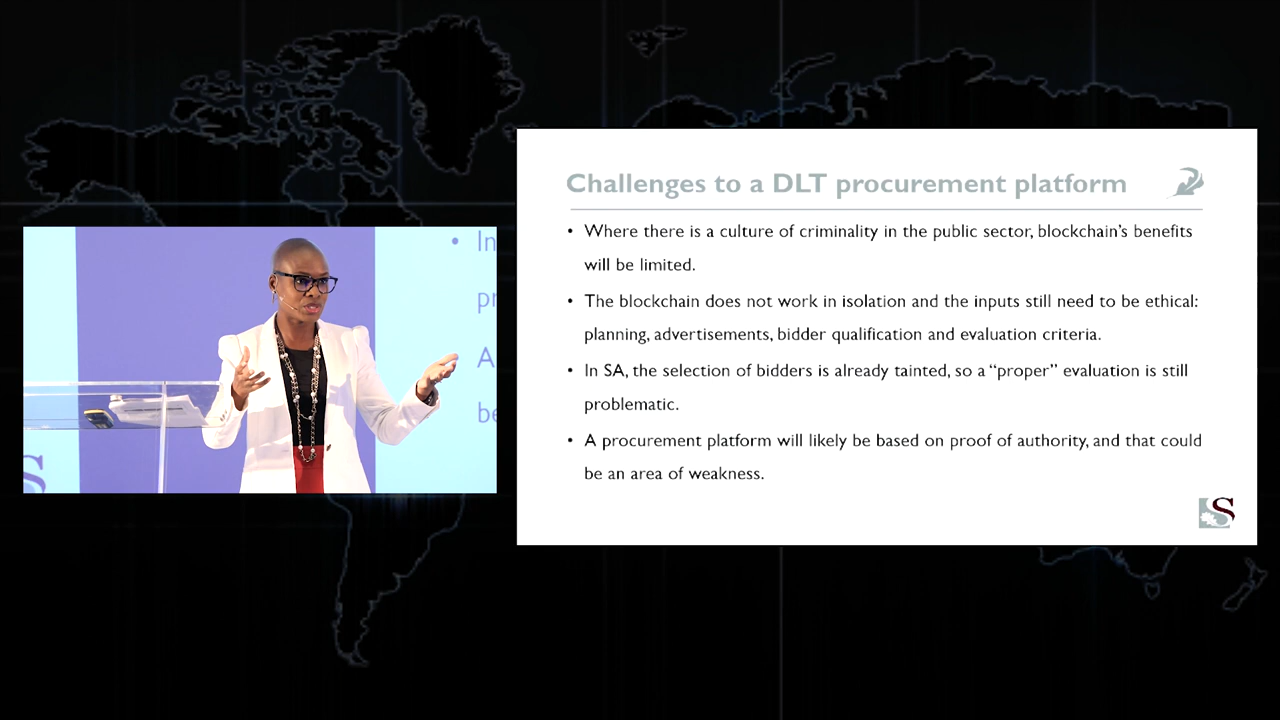 Challenges to a DLT procurement platform
• Where there is a culture of criminality in the public sector, blockchain's benefits
will be limited.
• The blockchain does not work in isolation and the inputs still need to be ethical:
planning, advertisements, bidder qualification and evaluation criteria.
• In SA, the selection of bidders is already tainted, so a “proper” evaluation is still
problematic.
• A procurement platform will likely be based on proof of authority, and that could
be an area of weakness.
S
• In
pr
A
be
S